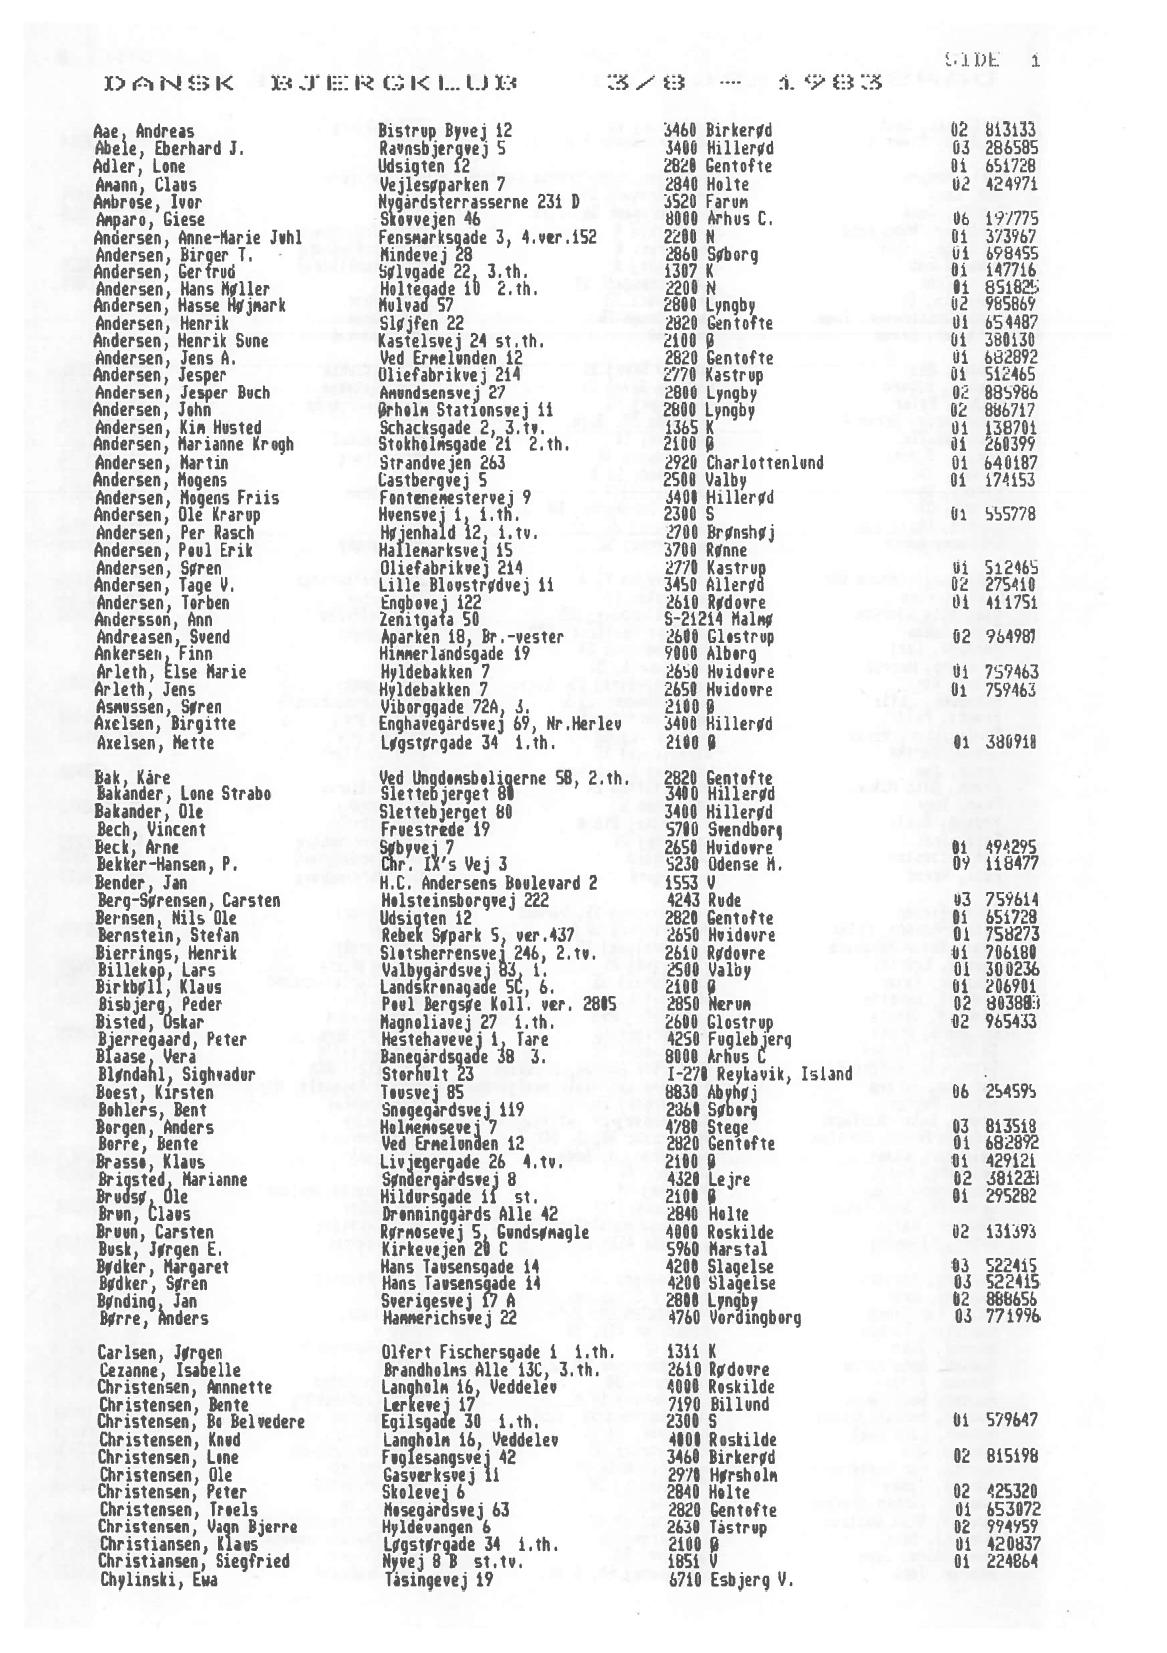 SIDE 1
DANSK BJERGKLUB 3/8 - 1983
Aae, Andreas Bistrup Byvej 12 3460 Birkerød 02 813133
Abele, Eberhard J. Ravnsbjergvej 5 3400 Hillerød 03 286585
Adler, Lone Udsigten 12 2820 Gentofte 01 651728
Amann, Claus Vejlesøparken 7 2840 Holte 02 424971
Ambrose, Ivor Nygårdsterrasserne 231 D 3520 Farum
Amparo, Giese Skovvejen 46 8000 Arhus C. 06 197775
Andersen, Anne-Marie Juhl Fensmarksgade 3, 4.ver.152 2200 N 01 373967
Andersen, Birger T. Mindevej 28 2860 Søborg 01 698455
Andersen, Gertrud Sølvgade 22, 3.th. 1307 K 01 147716
Andersen, Hans Møller Holtegade 10 2.th. 2200 N 01 851825
Andersen, Hasse Højmark Mulvad 57 2800 Lyngby 02 985869
Andersen, Henrik Sløjfen 22 2820 Gentofte 01 654487
Andersen, Henrik Sune Kastelsvej 24 st.th. 2100 Ø 01 380130
Andersen, Jens A. Ved Ermelunden 12 2820 Gentofte 01 682892
Andersen, Jesper Oliefabrikvej 214 2770 Kastrup 01 512465
Andersen, Jesper Buch Amundsensvej 27 2800 Lyngby 02 885986
Andersen, John Ørholm Stationsvej 11 2800 Lyngby 02 886717
Andersen, Kim Husted Schacksgade 2, 3.tv. 1365 K 01 138701
Andersen, Marianne Krogh Stokholmsgade 21 2.th. 2100 Ø 01 260399
Andersen, Martin Strandvejen 263 2920 Charlottenlund 01 640187
Andersen, Mogens Castbergvej 5 2500 Valby 01 174153
Andersen, Mogens Friis Fontenemestervej 9 3400 Hillerød
Andersen, Ole Krarup Hvensvej 1, 1.th. 2300 S 01 555778
Andersen, Per Rasch Højenhald 12, 1.tv. 2700 Brønshøj
Andersen, Poul Erik Hallemarksvej 15 3700 Rønne
Andersen, Søren Oliefabrikvej 214 2770 Kastrup 01 512465
Andersen, Tage V. Lille Blovstrødvej 11 3450 Allerød 02 275410
Andersen, Torben Engbovej 122 2610 Rødovre 01 411751
Andersson, Ann Zenitgata 50 S-21214 Malmø
Andreasen, Svend Aparken 18, Br.-vester 2600 Glostrup 02 964987
Ankersen, Finn Himmerlandsgade 19 9000 Alborg
Arleth, Else Marie Hyldebakken 7 2650 Hvidovre 01 759463
Arleth, Jens Hyldebakken 7 2650 Hvidovre 01 759463
Asmussen, Søren Viborggade 72A, 3. 2100 Ø
Axelsen, Birgitte Enghavegårdsvej 69, Nr.Herlev 3400 Hillerød
Axelsen, Mette Løgstørgade 34 1.th. 2100 Ø 01 380918
Bak, Kåre Ved Ungdomsboligerne 58, 2.th. 2820 Gentofte
Bakander, Lone Strabo Slettebjerget 80 3400 Hillerød
Bakander, Ole Slettebjerget 80 3400 Hillerød
Bech, Vincent Fruestrede 19 5700 Svendborg
Beck, Arne Søbyvej 7 2650 Hvidovre 01 494295
Bekker-Hansen, P. Chr. IX's Vej 3 5230 Odense M. 09 118477
Bender, Jan H.C. Andersens Boulevard 2 1553 V
Berg-Sørensen, Carsten Holsteinsborgvej 222 4243 Rude 03 759614
Bernsen, Nils Ole Udsigten 12 2820 Gentofte 01 651728
Bernstein, Stefan Rebek Søpark 5, ver.437 2650 Hvidovre 01 758273
Bierrings, Henrik Slotsherrensvej 246, 2.tv. 2610 Rødovre 01 706180
Billekop, Lars Valbygårdsvej 83, 1. 2500 Valby 01 300236
Birkbøll, Klaus Landskronagade 5C, 6. 2100 Ø 01 206901
Bisbjerg, Peder Poul Bergsøe Koll. ver. 2805 2850 Nerum 02 803883
Bisted, Oskar Magnoliavej 27 1.th. 2600 Glostrup 02 965433
Bjerregaard, Peter Hestehavevej 1, Tare 4250 Fuglebjerg
Blaase, Vera Banegårdsgade 38 3. 8000 Arhus C
Bløndahl, Sighvadur Storhult 23 I-270 Reykavik, Island
Boest, Kirsten Tousvej 85 8830 Abyhøj 06 254595
Bohlers, Bent Snogegårdsvej 119 2860 Søborg
Borgen, Anders Holmemosevej 7 4780 Stege 03 813518
Borre, Bente Ved Ermelunden 12 2820 Gentofte 01 682892
Brasso, Klaus Livjegergade 26 4.tv. 2100 Ø 01 429121
Brigsted, Marianne Søndergårdsvej 8 4320 Lejre 02 381228
Brudsø, Ole Hildursgade 11 st. 2100 Ø 01 295282
Brun, Claus Dronninggårds Alle 42 2840 Holte
Bruun, Carsten Rørmosevej 5, Gundsømagle 4000 Roskilde 02 131393
Busk, Jørgen E. Kirkevejen 20 C 5960 Marstal
Bødker, Margaret Hans Tausensgade 14 4200 Slagelse 03 522415
Bødker, Søren Hans Tausensgade 14 4200 Slagelse 03 522415
Bønding, Jan Sverigesvej 17 A 2800 Lyngby 02 888656
Børre, Anders Hammerichsvej 22 4760 Vordingborg 03 771996
Carlsen, Jørgen Olfert Fischersgade 1 1.th. 1311 K
Cezanne, Isabelle Brandholms Alle 13C, 3.th. 2610 Rødovre
Christensen, Annnette Langholm 16, Veddelev 4000 Roskilde
Christensen, Bente Lerkevej 17 7190 Billund
Christensen, Bo Belvedere Egilsgade 30 1.th. 2300 S 01 579647
Christensen, Knud Langholm 16, Veddelev 4000 Roskilde
Christensen, Lone Fuglesangsvej 42 3460 Birkerød 02 815198
Christensen, Ole Gasverksvej 11 2970 Hørsholm
Christensen, Peter Skolevej 6 2840 Holte 02 425320
Christensen, Troels Mosegårdsvej 63 2820 Gentofte 01 653072
Christensen, Vagn Bjerre Hyldevangen 6 2630 Tåstrup 02 994959
Christiansen, Klaus Løgstørgade 34 1.th. 2100 Ø 01 420837
Christiansen, Siegfried Nyvej 8 B st.tv. 1851 V 01 224864
Chylinski, Ewa Tåsingevej 19 6710 Esbjerg V.